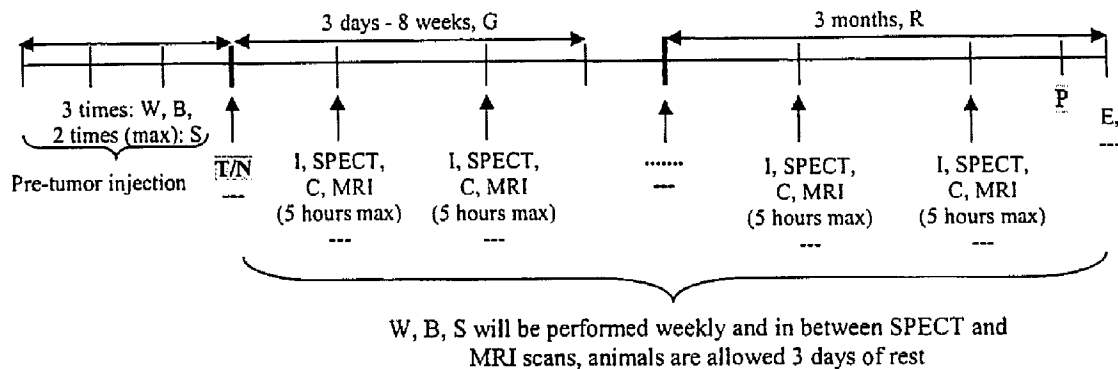 3 days - 8 weeks, G
3 months, R
3 times: W, B,
2 times (max): S
Pre-tumor injection
T/N
---
I, SPECT,
C, MRI
(5 hours max)
---
I, SPECT,
C, MRI
(5 hours max)
---
.......
---
I, SPECT,
C, MRI
(5 hours max)
---
I, SPECT,
C, MRI
(5 hours max)
---
P
E,
---
W, B, S will be performed weekly and in between SPECT and
MRI scans, animals are allowed 3 days of rest